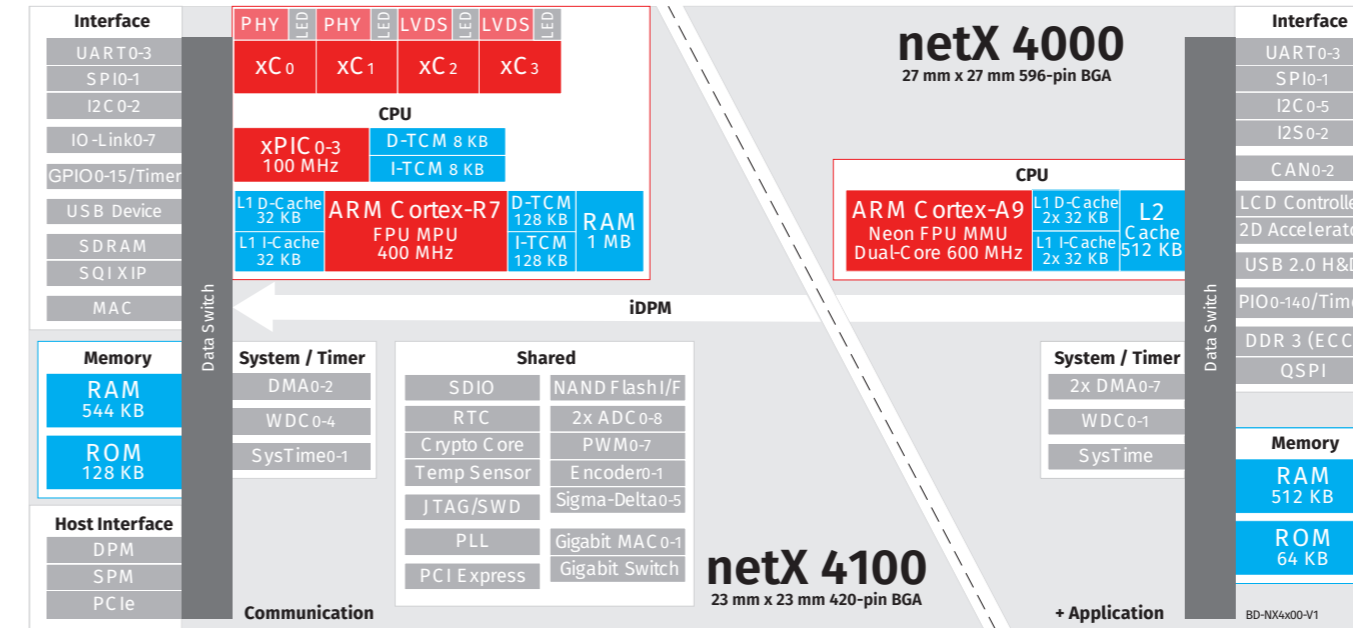 Interface
UART0-3
SPI0-1
I2C0-2
IO-Link0-7
GPIO0-15/Timer
USB Device
SDRAM
SQIXIP
MAC
Memory
RAM
544 KB
ROM
128 KB
Host Interface
DPM
SPM
PCIe
Data Switch
PHY LED PHY LED LVDS LED LVDS LED
xC0 xC1 xC2 xC3
CPU
xPIC0-3
100 MHz
D-TCM 8 KB
I-TCM 8 KB
L1 D-Cache
32 KB
L1 I-Cache
32 KB
ARM Cortex-R7
FPU MPU
400 MHz
D-TCM
128 KB
I-TCM
128 KB
RAM
1 MB
iDPM
System / Timer
DMA0-2
WDC0-4
SysTime0-1
Shared
SDIO
RTC
Crypto Core
Temp Sensor
JTAG/SWD
PLL
PCI Express
NAND Flash I/F
2x ADC0-8
PWM0-7
Encoder0-1
Sigma-Delta0-5
Gigabit MAC0-1
Gigabit Switch
Communication
netX 4100
23 mm x 23 mm 420-pin BGA
netX 4000
27 mm x 27 mm 596-pin BGA
CPU
ARM Cortex-A9
Neon FPU MMU
Dual-Core 600 MHz
L1 D-Cache
2x 32 KB
L1 I-Cache
2x 32 KB
L2
Cache
512 KB
System / Timer
2x DMA0-7
WDC0-1
SysTime
+ Application
Data Switch
Interface
UART0-3
SPI0-1
I2C0-5
I2S0-2
CAN0-2
LCD Controlle
2D Accelerato
USB 2.0 H&D
PIO0-140/Time
DDR 3 (ECC
QSPI
Memory
RAM
512 KB
ROM
64 KB
BD-NX4x00-V1